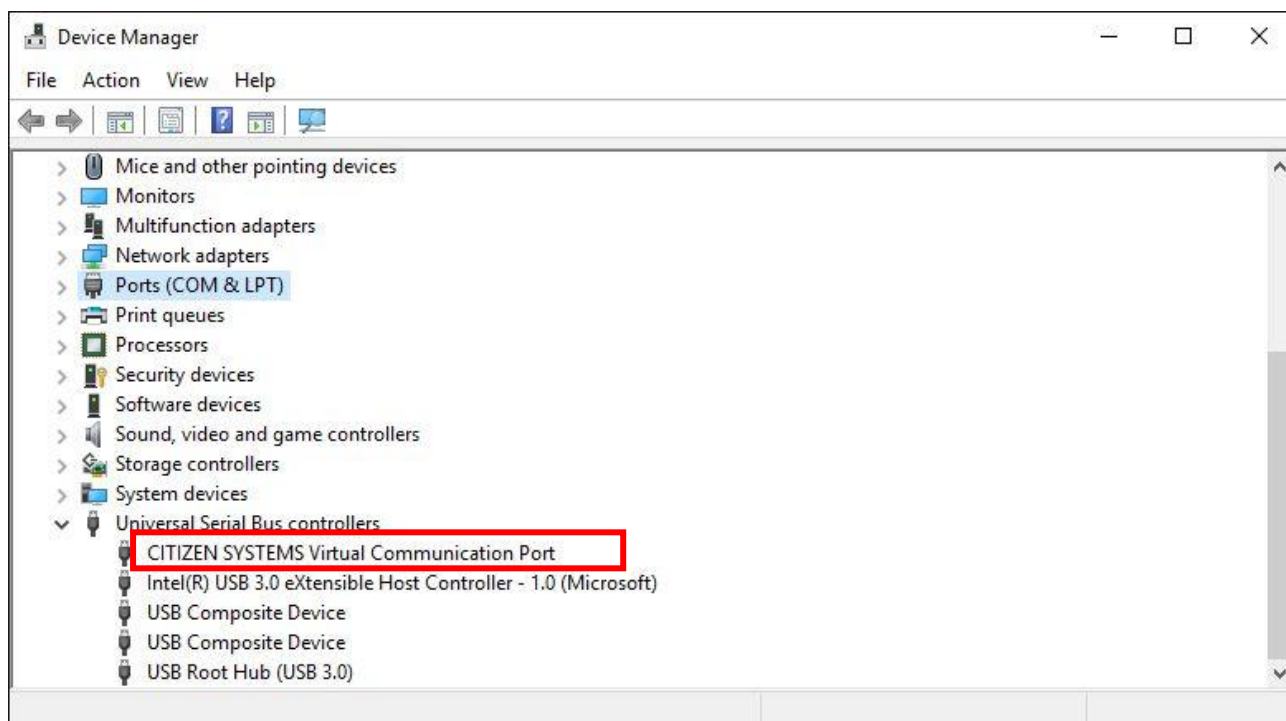 Device Manager
File Action View Help
Mice and other pointing devices
Monitors
Multifunction adapters
Network adapters
Ports (COM & LPT)
Print queues
Processors
Security devices
Software devices
Sound, video and game controllers
Storage controllers
System devices
Universal Serial Bus controllers
CITIZEN SYSTEMS Virtual Communication Port
Intel(R) USB 3.0 eXtensible Host Controller - 1.0 (Microsoft)
USB Composite Device
USB Composite Device
USB Root Hub (USB 3.0)